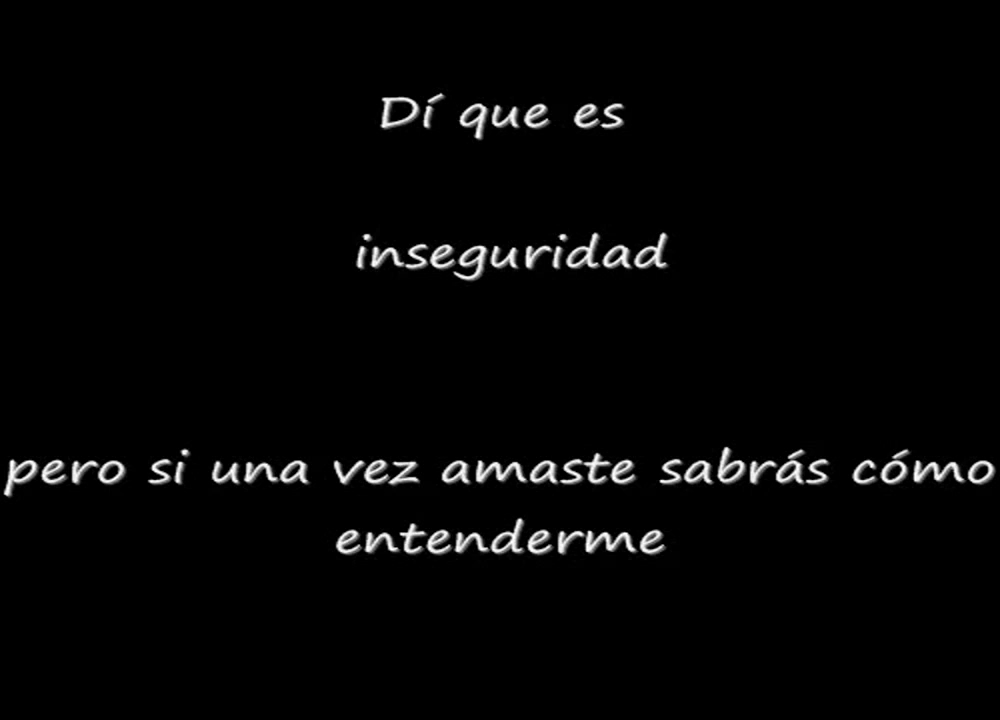 Dí que es
inseguridad
pero si una vez amaste sabrás cómo
entenderme